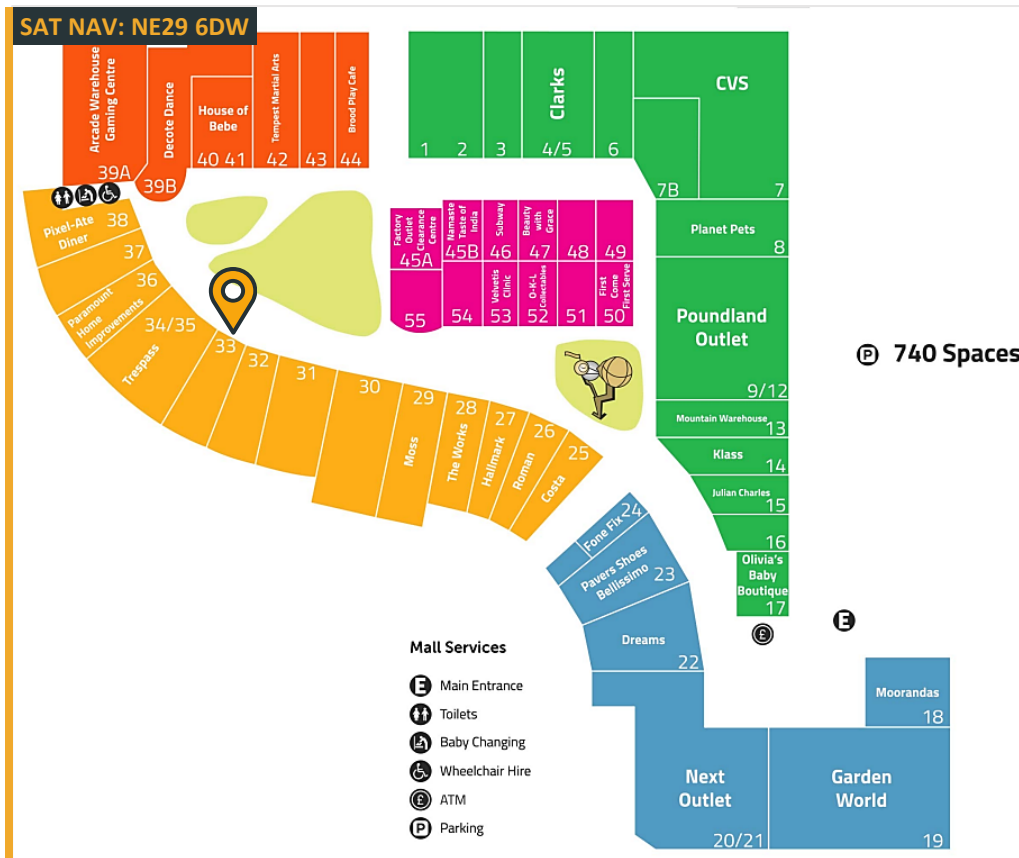 SAT NAV: NE29 6DW
Arcade Warehouse
Gaming Centre
39A
Decote Dance
39B
House of
Bebe
40 41
Tempest Martial Arts
42
43
Brood Play Cafe
44
1
2
3
Clarks
4/5
6
CVS
7B
7
Planet Pets
8
Poundland
Outlet
9/12
Mountain Warehouse
13
Klass
14
Julian Charles
15
16
Olivia's
Baby
Boutique
17
P 740 Spaces
Factory
Outlet
Clearance
Centre
45A
Namaste
Taste of
India
45B
Subway
46
Beauty
with
Grace
47
48
49
55
54
Velvetis
Clinic
53
O-K-L
Collectables
52
51
First
Come
First Serve
50
Pixel-Ate
Diner
38
37
36
Paramount
Home
Improvements
34/35
Trespass
33
32
31
30
29
Moss
28
The Works
27
Hallmark
26
Roman
25
Costa
Fone Fix
24
Pavers Shoes
Bellissimo
23
Dreams
22
£
E
Moorandas
18
Next
Outlet
20/21
Garden
World
19
Mall Services
E Main Entrance
Toilets
Baby Changing
Wheelchair Hire
£ ATM
P Parking